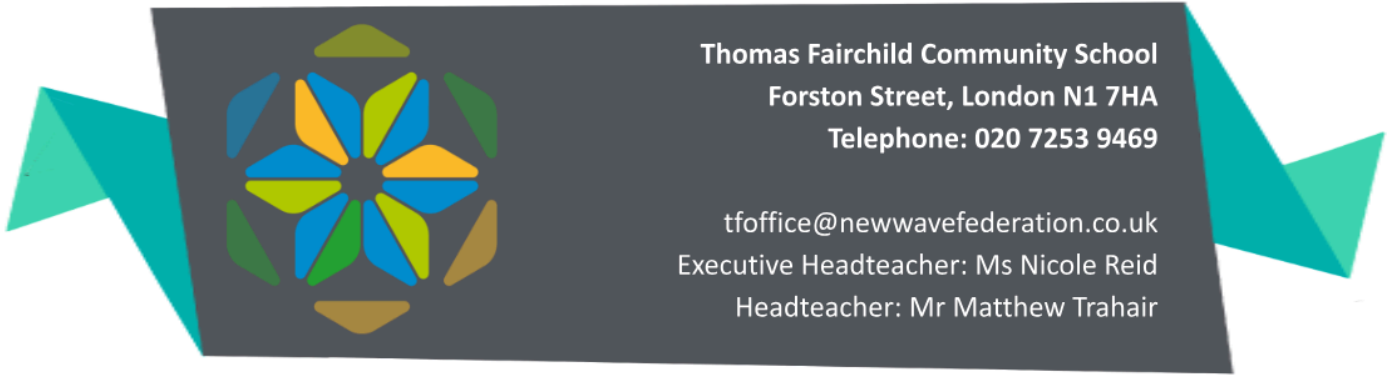 Thomas Fairchild Community School
Forston Street, London N1 7HA
Telephone: 020 7253 9469
tfoffice@newwavefederation.co.uk
Executive Headteacher: Ms Nicole Reid
Headteacher: Mr Matthew Trahair